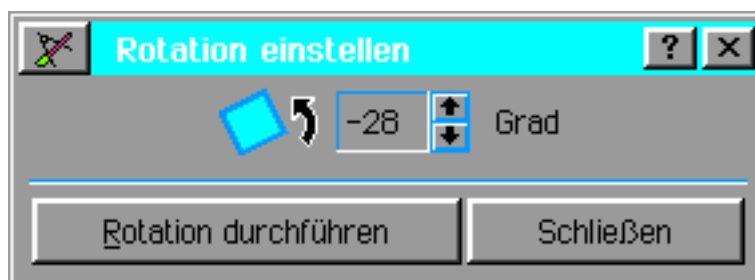 Rotation einstellen ? ×
-28 Grad
Rotation durchführen Schließen